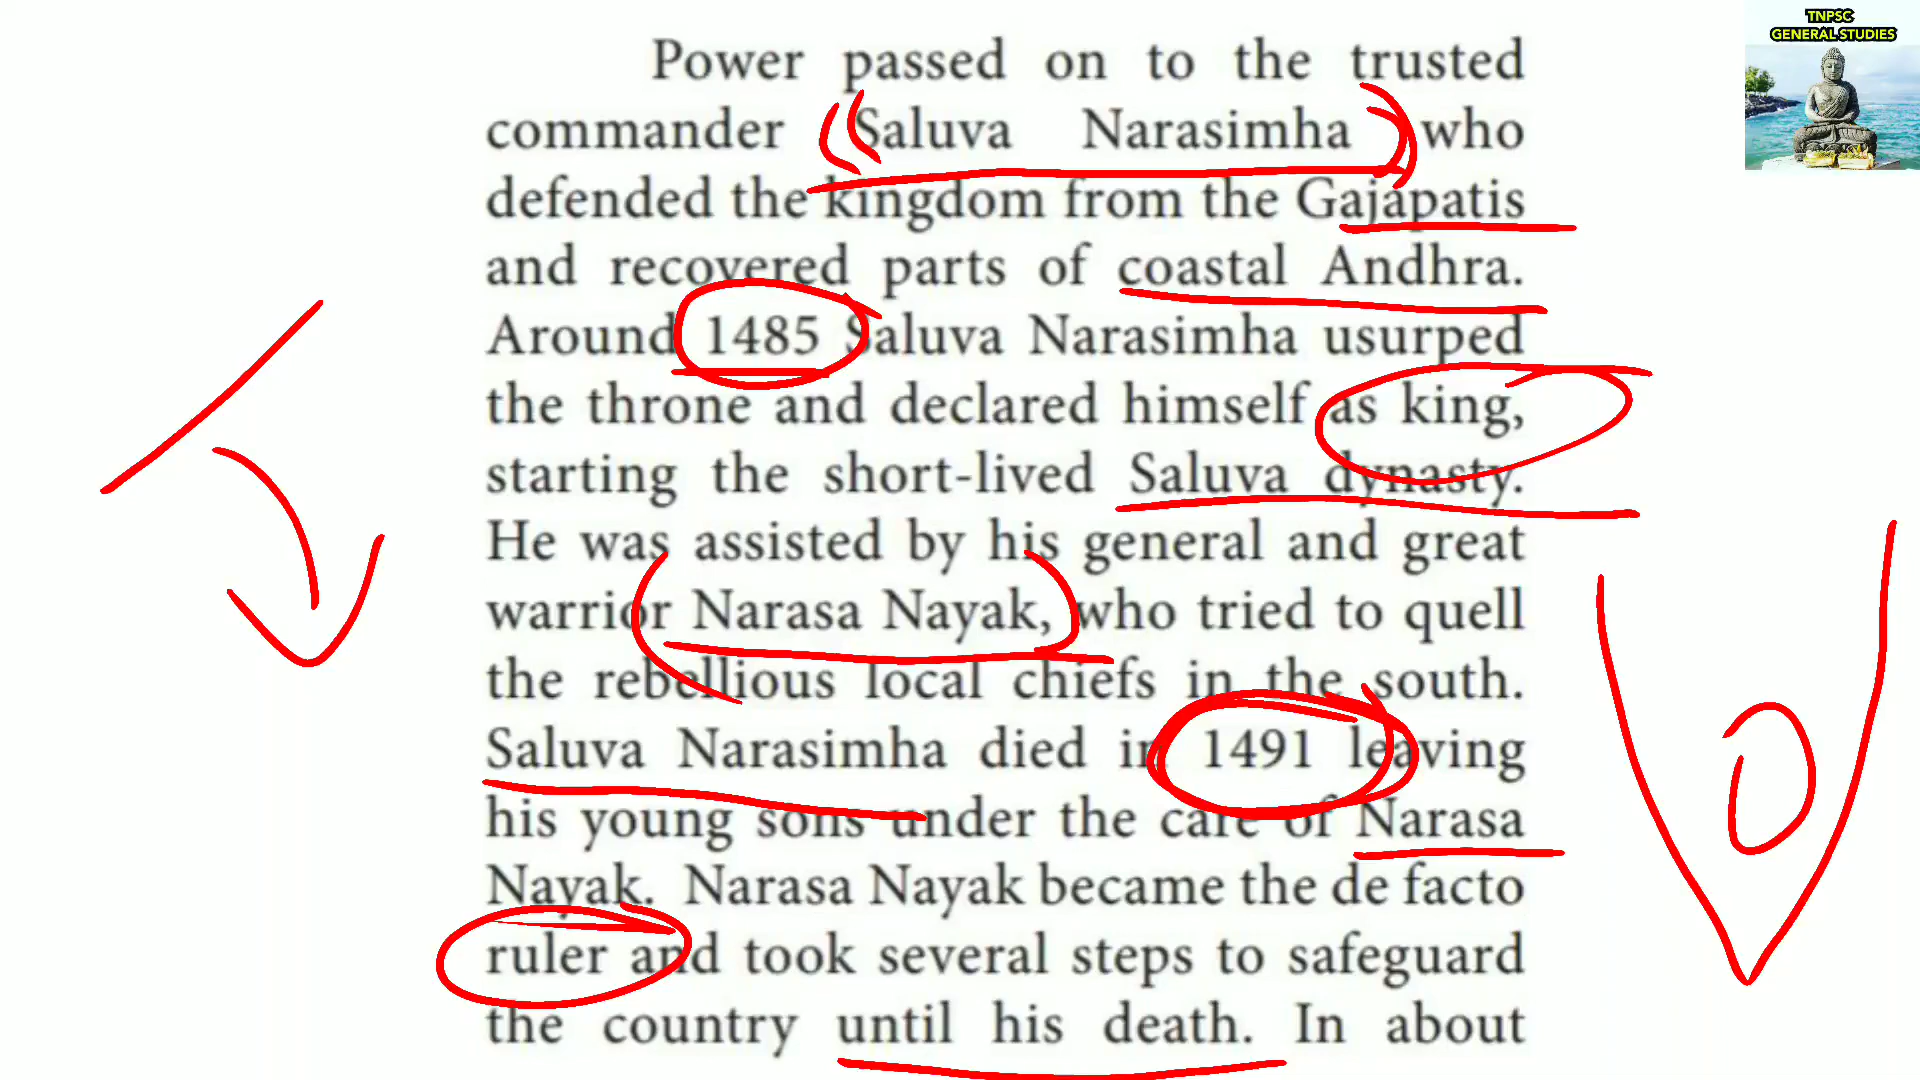 TNPSC
GENERAL STUDIES
Power passed on to the trusted
commander Saluva Narasimha who
defended the kingdom from the Gajapatis
and recovered parts of coastal Andhra.
Around 1485 Saluva Narasimha usurped
the throne and declared himself as king,
starting the short-lived Saluva dynasty.
He was assisted by his general and great
warrior Narasa Nayak, who tried to quell
the rebellious local chiefs in the south.
Saluva Narasimha died in 1491 leaving
his young sons under the care of Narasa
Nayak. Narasa Nayak became the de facto
ruler and took several steps to safeguard
the country until his death. In about